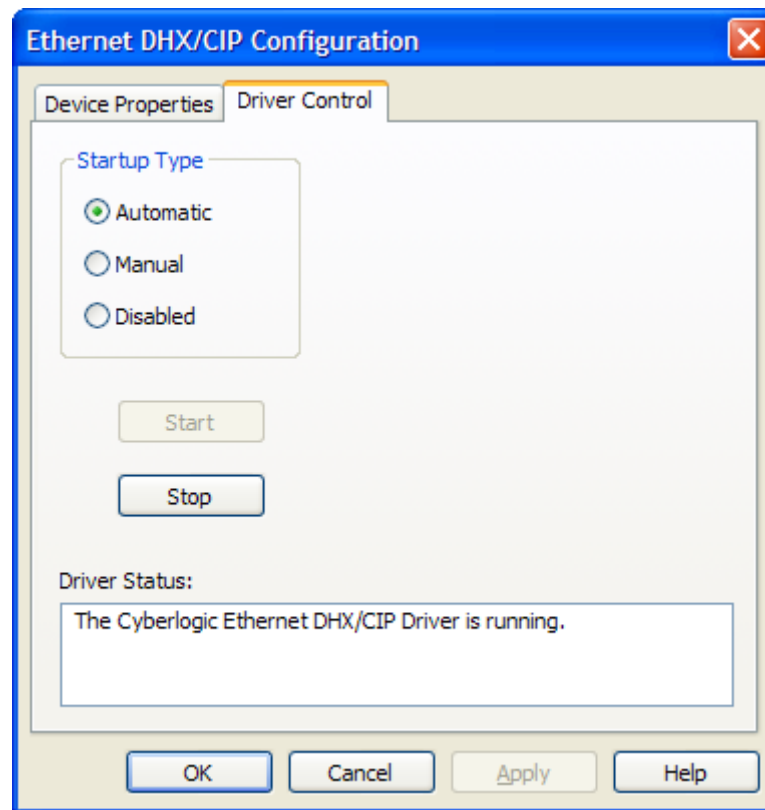 Ethernet DHX/CIP Configuration
Device Properties Driver Control
Startup Type
Automatic
Manual
Disabled
Start
Stop
Driver Status:
The Cyberlogic Ethernet DHX/CIP Driver is running.
OK Cancel Apply Help